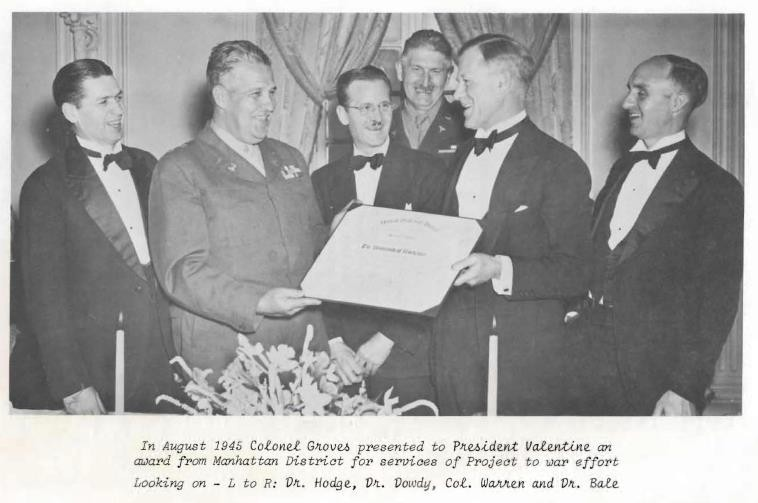 In August 1945 Colonel Groves presented to President Valentine an
award from Manhattan District for services of Project to war effort
Looking on - L to R: Dr. Hodge, Dr. Dowdy, Col. Warren and Dr. Bale